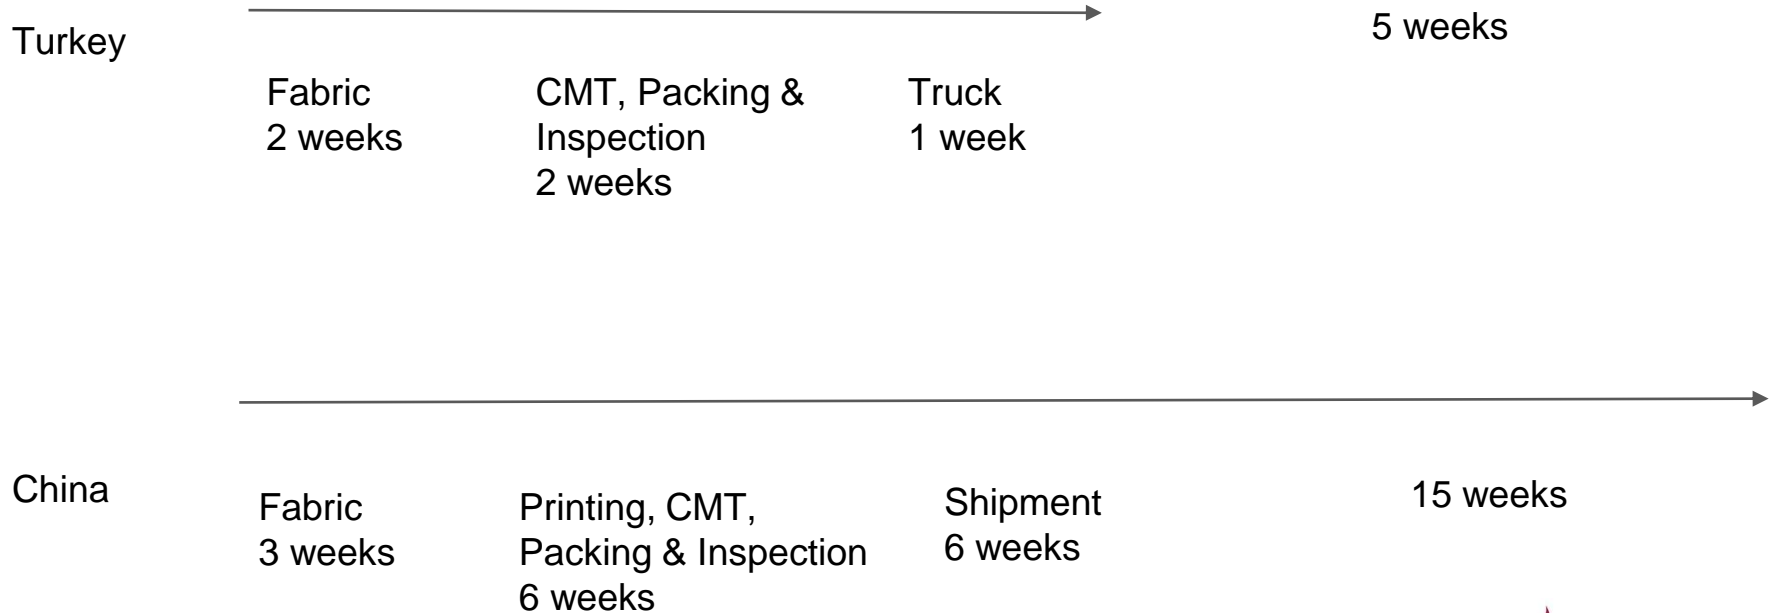 Turkey
5 weeks
Fabric
2 weeks
CMT, Packing &
Inspection
2 weeks
Truck
1 week
China
Fabric
3 weeks
Printing, CMT,
Packing & Inspection
6 weeks
Shipment
6 weeks
15 weeks